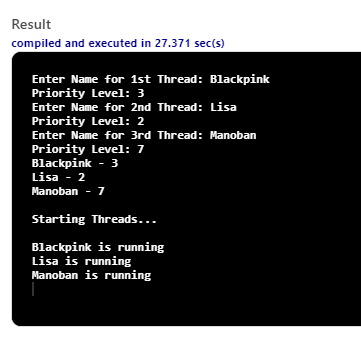 Result
compiled and executed in 27.371 sec(s)
Enter Name for 1st Thread: Blackpink
Priority Level: 3
Enter Name for 2nd Thread: Lisa
Priority Level: 2
Enter Name for 3rd Thread: Manoban
Priority Level: 7
Blackpink - 3
Lisa - 2
Manoban - 7
Starting Threads...
Blackpink is running
Lisa is running
Manoban is running